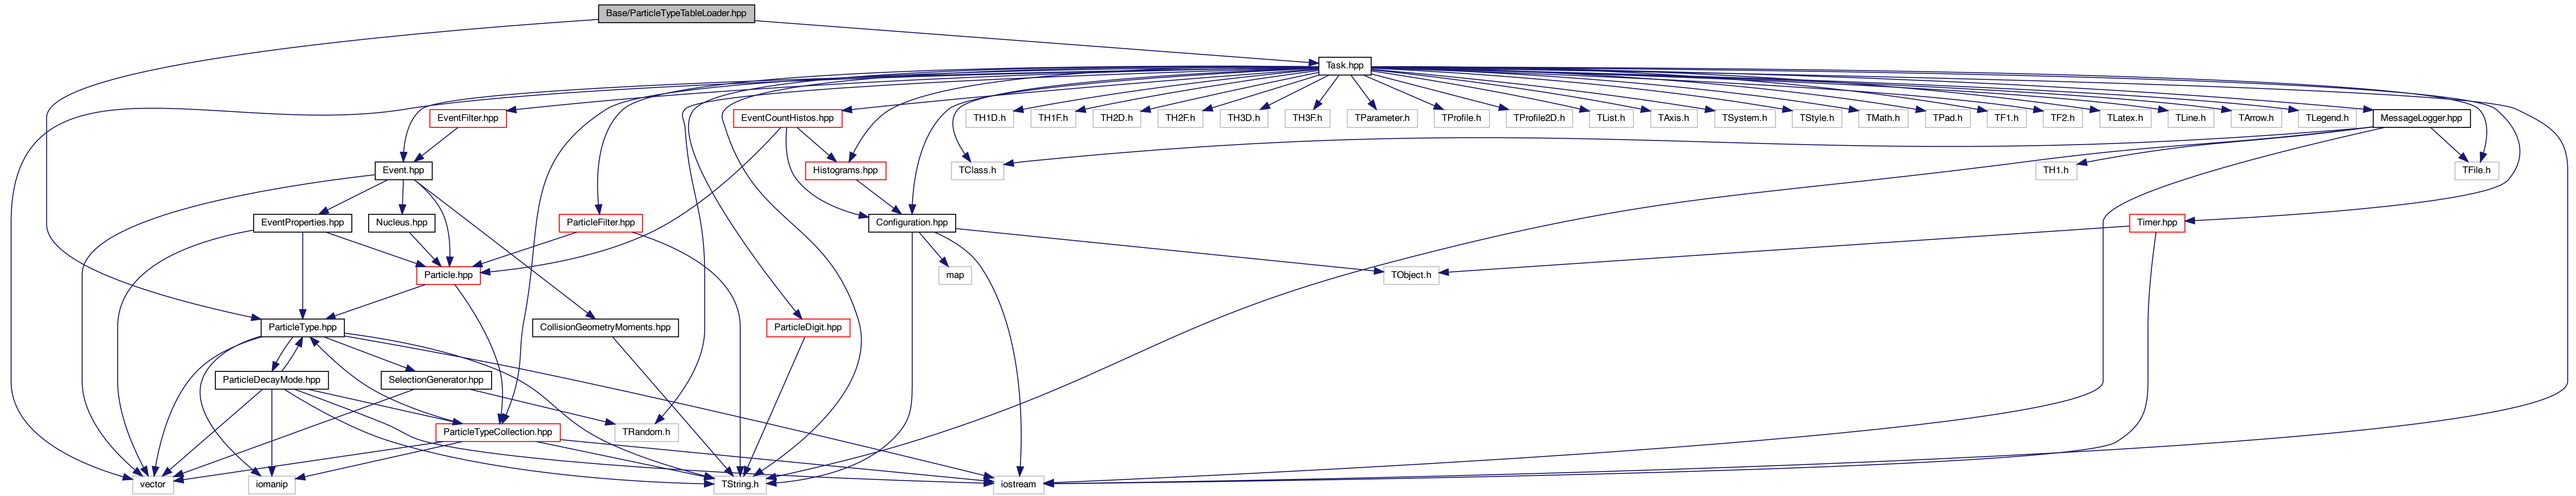 Base/ParticleTypeTableLoader.hpp
Task.hpp
EventFilter.hpp
EventCountHistos.hpp
TH1D.h
TH1F.h
TH2D.h
TH2F.h
TH3D.h
TH3F.h
TParameter.h
TProfile.h
TProfile2D.h
TList.h
TAxis.h
TSystem.h
TStyle.h
TMath.h
TPad.h
TF1.h
TF2.h
TLatex.h
TLine.h
TArrow.h
TLegend.h
MessageLogger.hpp
Event.hpp
Histograms.hpp
TClass.h
TH1.h
TFile.h
EventProperties.hpp
Nucleus.hpp
ParticleFilter.hpp
Configuration.hpp
Timer.hpp
Particle.hpp
map
TObject.h
ParticleType.hpp
CollisionGeometryMoments.hpp
ParticleDigit.hpp
ParticleDecayMode.hpp
SelectionGenerator.hpp
ParticleTypeCollection.hpp
TRandom.h
vector
iomanip
TString.h
iostream